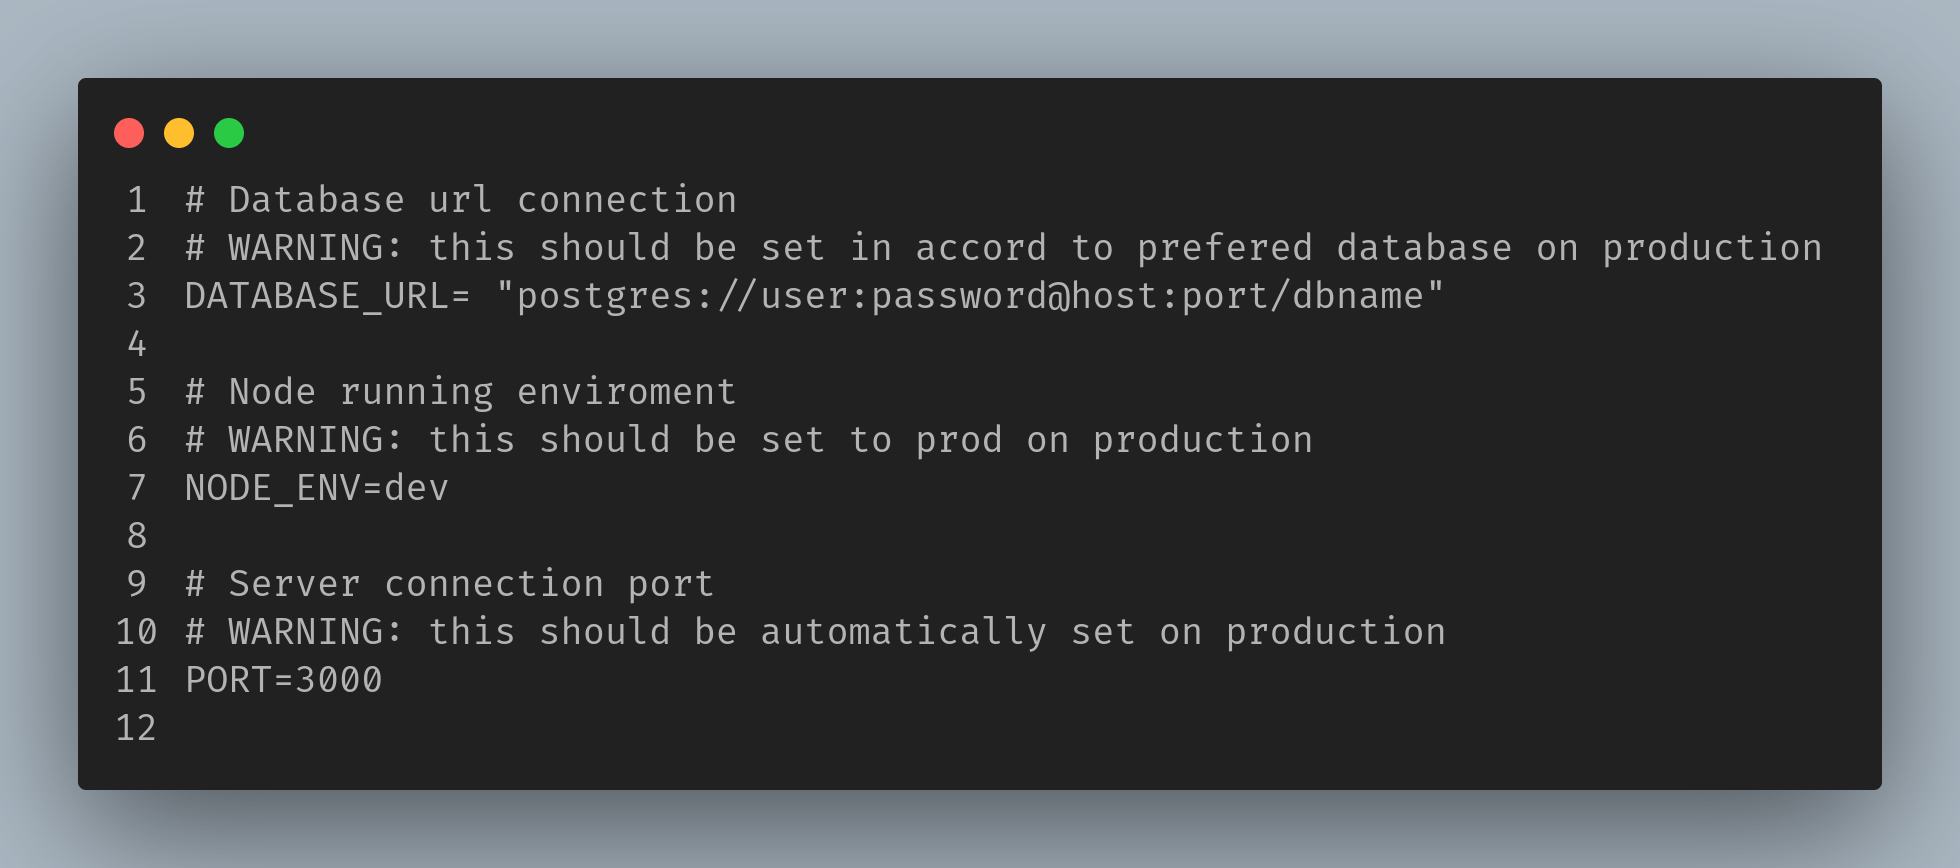 1 # Database url connection
2 # WARNING: this should be set in accord to prefered database on production
3 DATABASE_URL= "postgres://user:password@host:port/dbname"
4
5 # Node running enviroment
6 # WARNING: this should be set to prod on production
7 NODE_ENV=dev
8
9 # Server connection port
10 # WARNING: this should be automatically set on production
11 PORT=3000
12